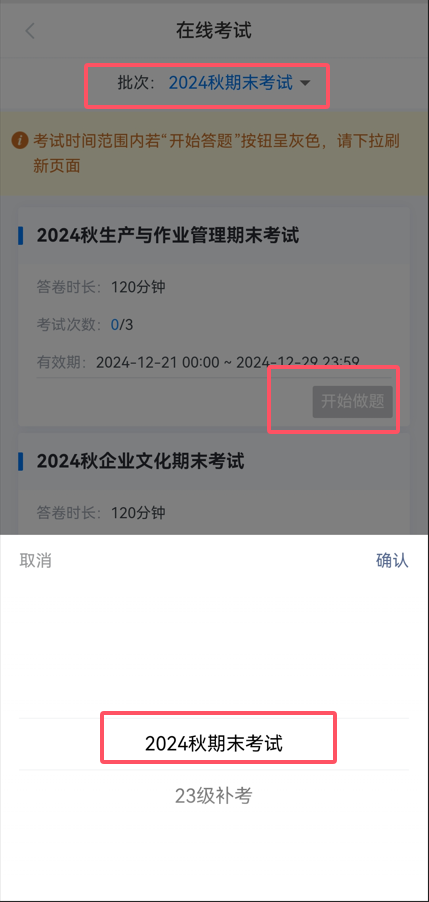 在线考试
批次： 2024秋期末考试
考试时间范围内若“开始答题”按钮呈灰色，请下拉刷
新页面
2024秋生产与作业管理期末考试
答卷时长：120分钟
考试次数：0/3
有效期：2024-12-21 00:00 ~ 2024-12-29 23:59
开始做题
2024秋企业文化期末考试
答卷时长：120分钟
取消 确认
2024秋期末考试
23级补考